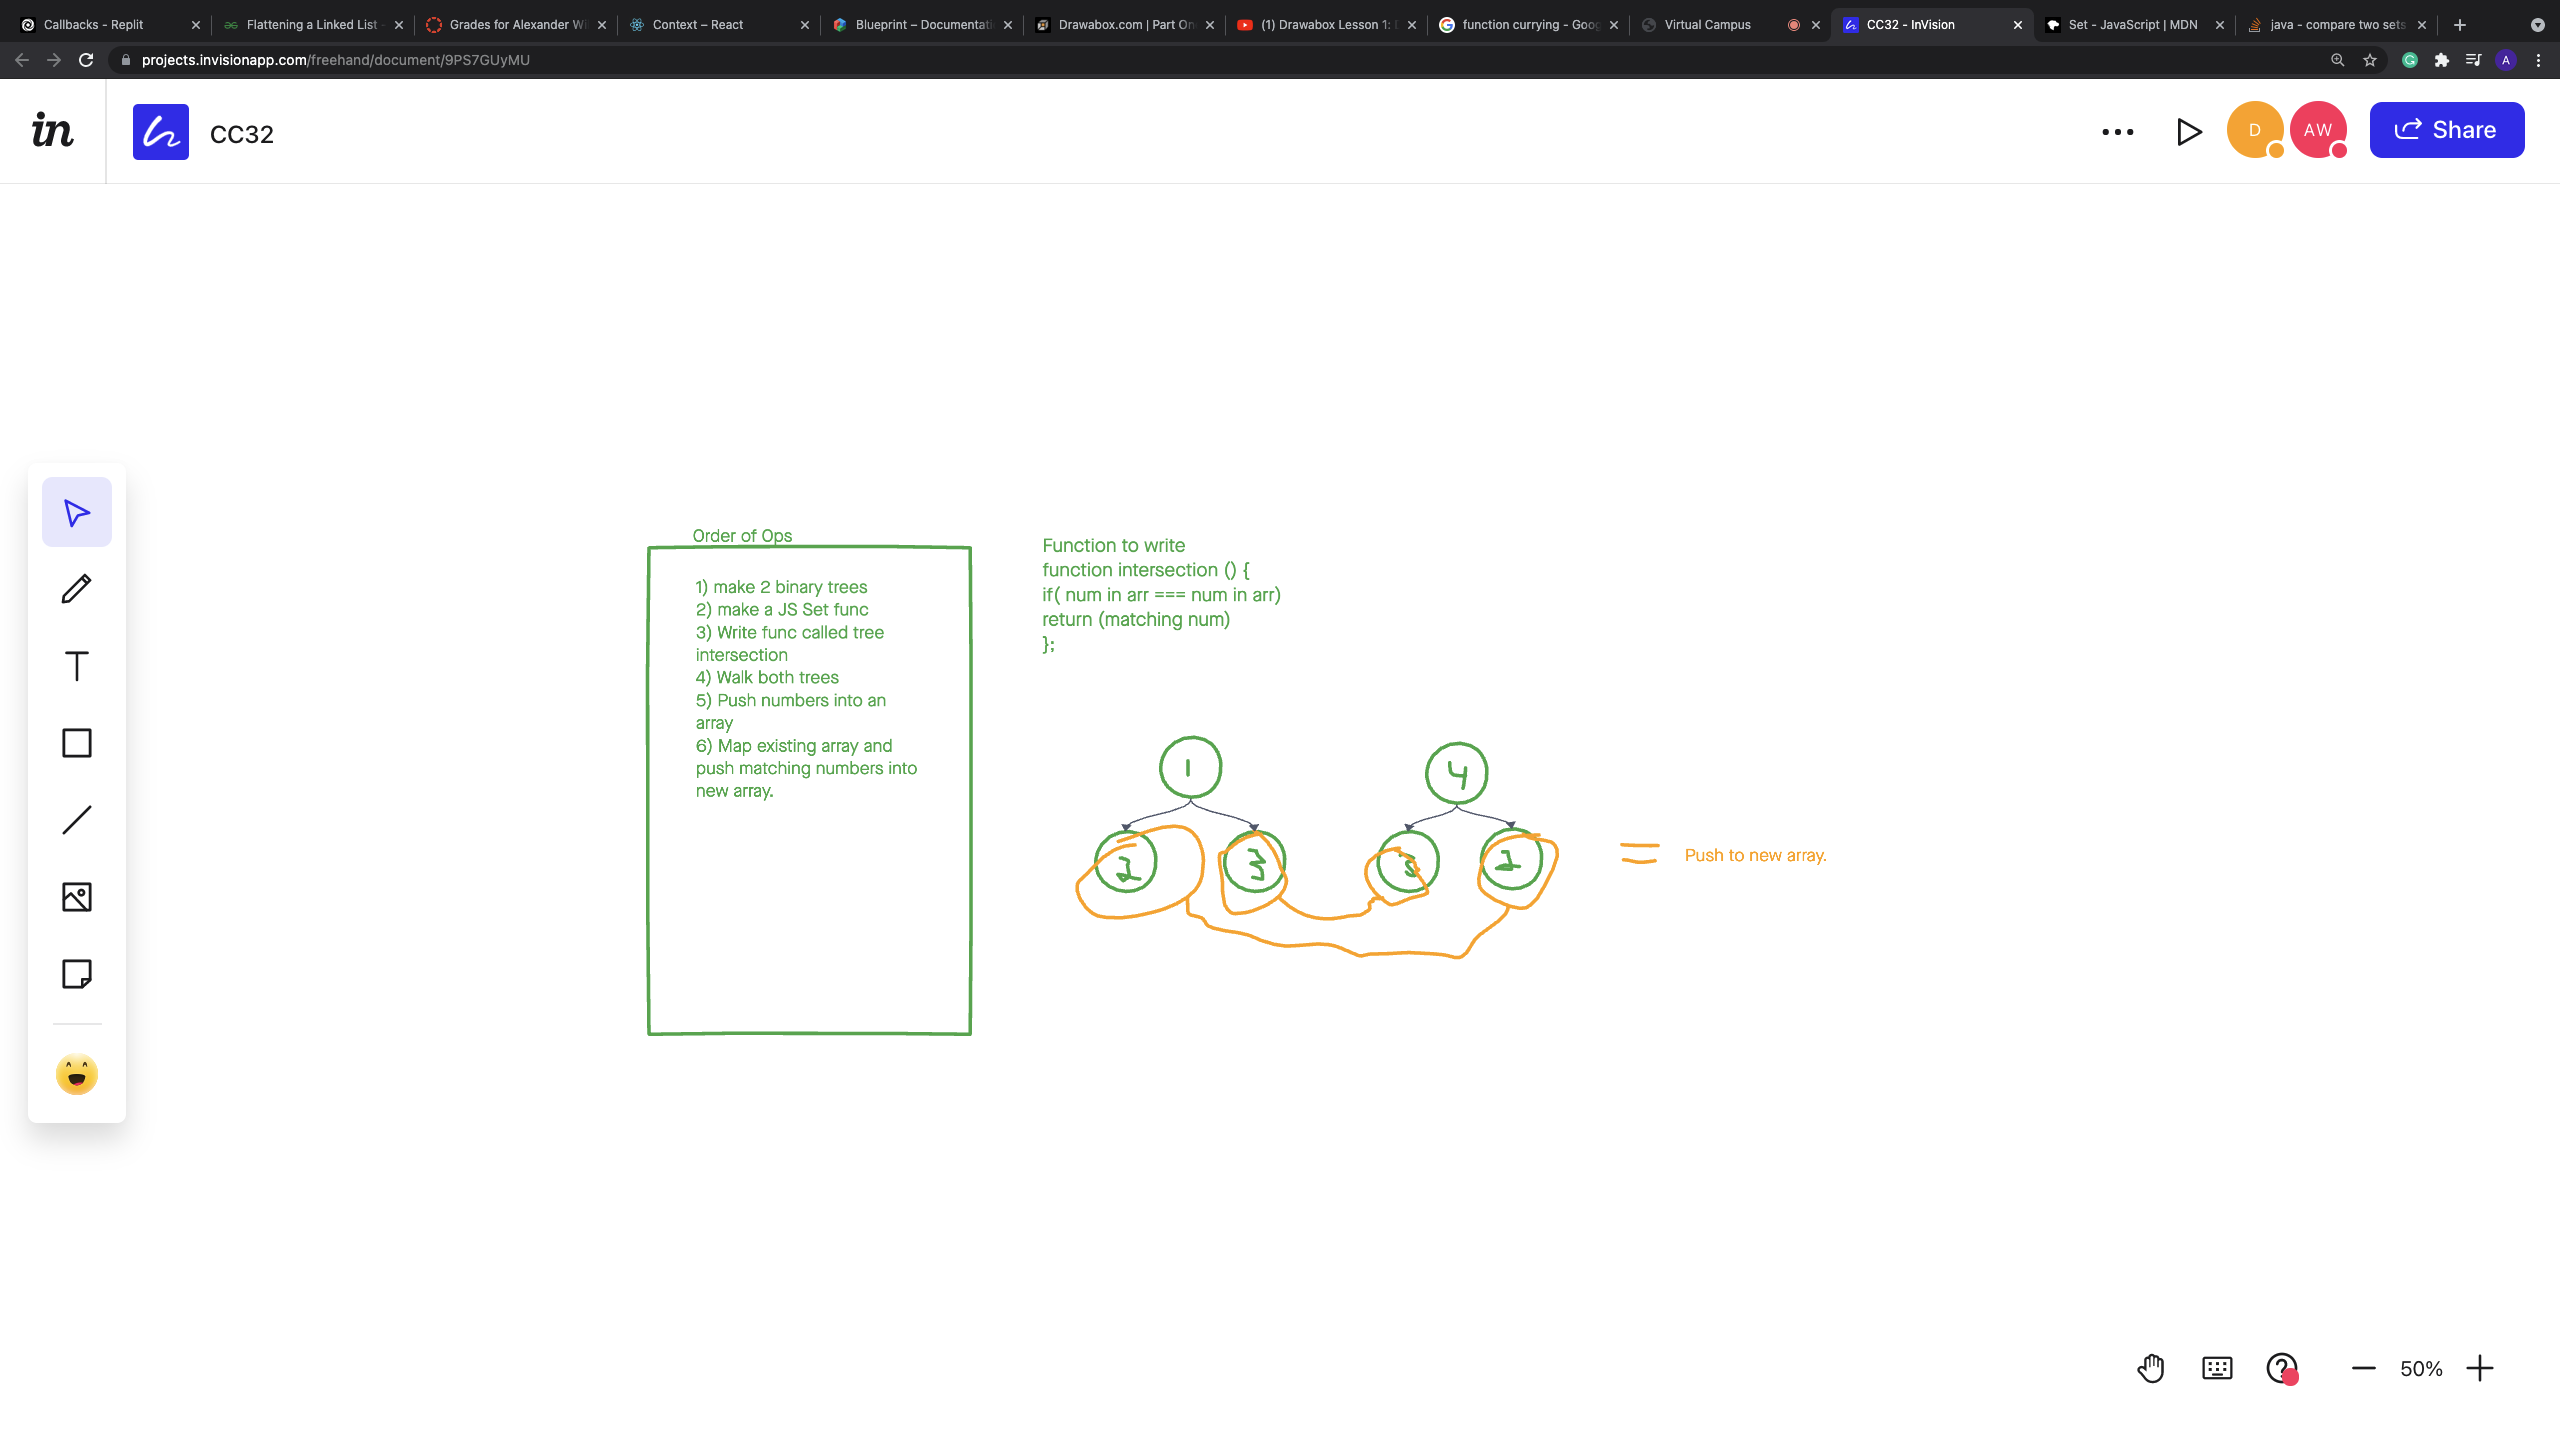 Callbacks - Replit
Flattening a Linked List -
Grades for Alexander Wi
Context – React
Blueprint – Documentati
Drawabox.com | Part On
(1) Drawabox Lesson 1:
function currying - Goog
Virtual Campus
CC32 - InVision
Set - JavaScript | MDN
java - compare two sets
projects.invisionapp.com/freehand/document/9PS7GUyMU
A
in
CC32
D
AW
Share
T
Order of Ops
1) make 2 binary trees
2) make a JS Set func
3) Write func called tree
intersection
4) Walk both trees
5) Push numbers into an
array
6) Map existing array and
push matching numbers into
new array.
Function to write
function intersection () {
if( num in arr === num in arr)
return (matching num)
};
1
4
2
3
3
2
=
Push to new array.
50%